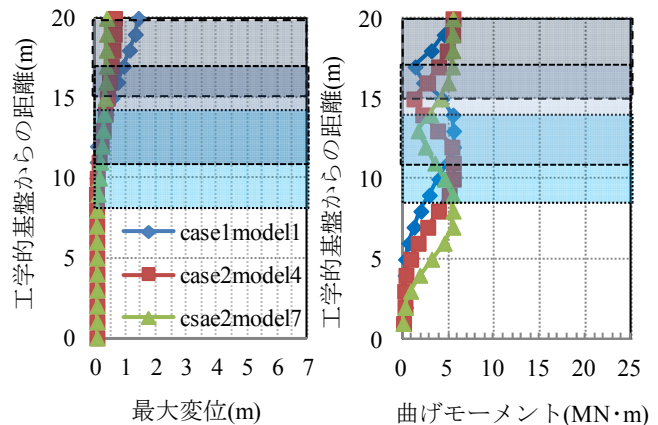 工学的基盤からの距離(m)
20
15
10
5
0
case1model1
case2model4
csae2model7
0 1 2 3 4 5 6 7
最大変位(m)
工学的基盤からの距離(m)
20
15
10
5
0
0 5 10 15 20 25
曲げモーメント(MN･m)